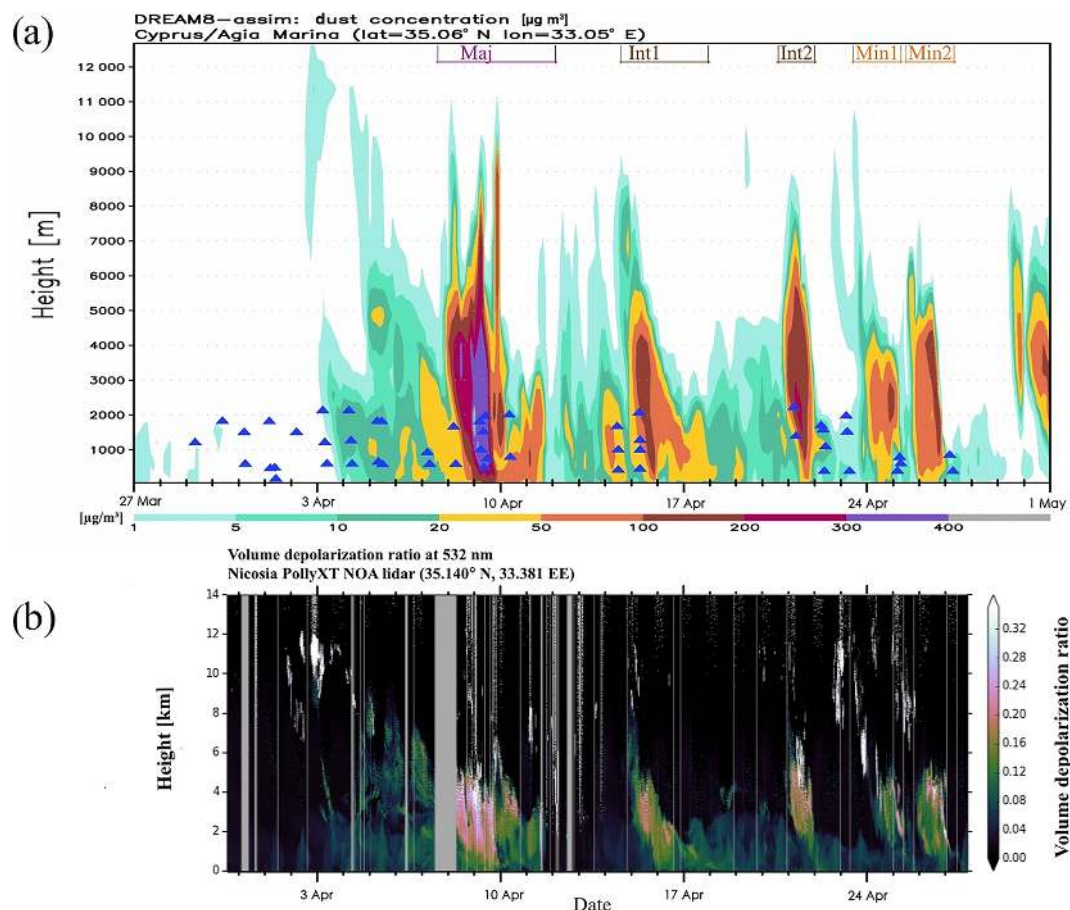 (a)
DREAM8-assim: dust concentration [µg m³]
Cyprus/Agia Marina (lat=35.06° N lon=33.05° E)
Maj Int1 Int2 Min1 Min2
12 000
11 000
10 000
9000
8000
7000
6000
5000
4000
3000
2000
1000
Height [m]
27 Mar 3 Apr 10 Apr 17 Apr 24 Apr 1 May
[µg/m³]
1 5 10 20 50 100 200 300 400
(b)
Volume depolarization ratio at 532 nm
Nicosia PollyXT NOA lidar (35.140° N, 33.381 EE)
14
12
10
8
6
4
2
0
Height [km]
3 Apr 10 Apr 17 Apr 24 Apr
Date
0.32
0.28
0.24
0.20
0.16
0.12
0.08
0.04
0.00
Volume depolarization ratio